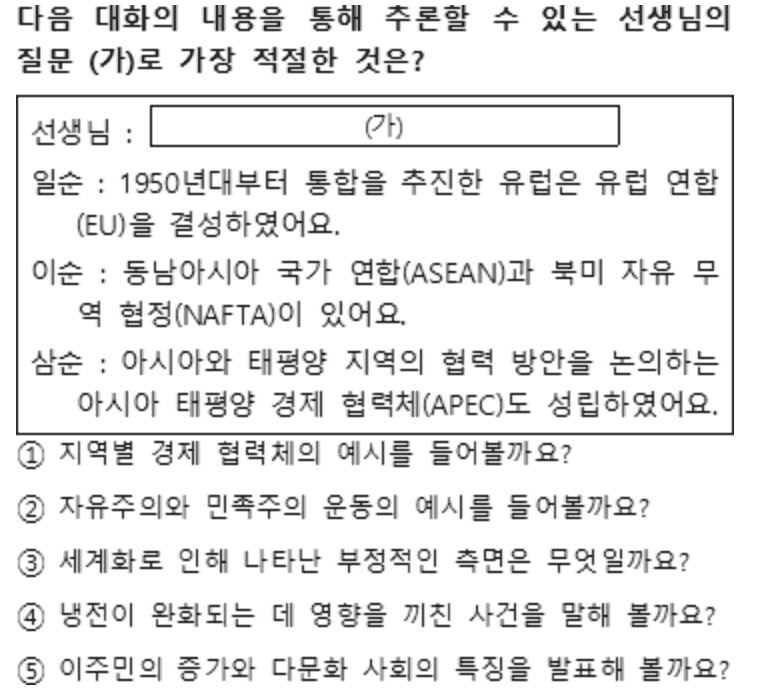 다음 대화의 내용을 통해 추론할 수 있는 선생님의
질문 (가)로 가장 적절한 것은?
선생님 : (가)
일순 : 1950년대부터 통합을 추진한 유럽은 유럽 연합
(EU)을 결성하였어요.
이순 : 동남아시아 국가 연합(ASEAN)과 북미 자유 무
역 협정(NAFTA)이 있어요.
삼순 : 아시아와 태평양 지역의 협력 방안을 논의하는
아시아 태평양 경제 협력체(APEC)도 성립하였어요.
① 지역별 경제 협력체의 예시를 들어볼까요?
② 자유주의와 민족주의 운동의 예시를 들어볼까요?
③ 세계화로 인해 나타난 부정적인 측면은 무엇일까요?
④ 냉전이 완화되는 데 영향을 끼친 사건을 말해 볼까요?
⑤ 이주민의 증가와 다문화 사회의 특징을 발표해 볼까요?